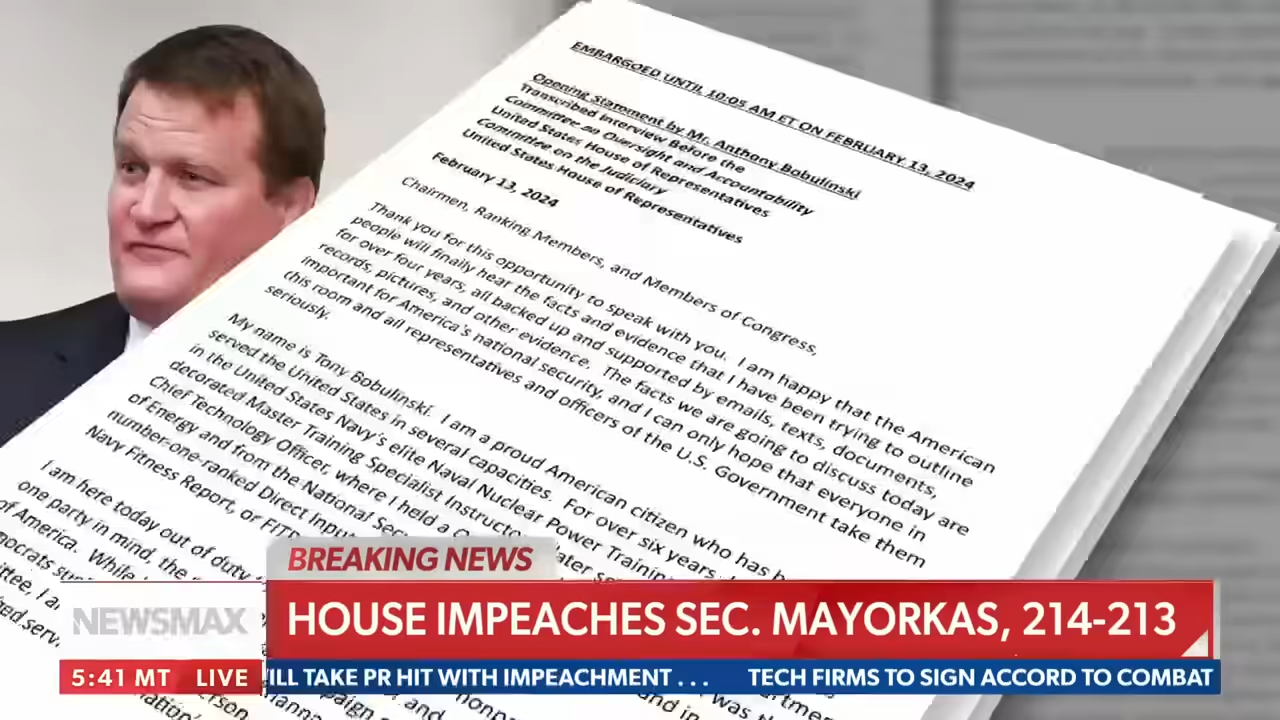 EMBARGOED UNTIL 10:05 AM ET ON FEBRUARY 13, 2024
Opening Statement by Mr. Anthony Bobulinski
Transcribed Interview Before the
Committee on Oversight and Accountability
United States House of Representatives
Committee on the Judiciary
United States House of Representatives
February 13, 2024
Chairmen, Ranking Members, and Members of Congress,
Thank you for this opportunity to speak with you. I am happy that the American
people will finally hear the facts and evidence that I have been trying to outline
for over four years, all backed up and supported by emails, texts, documents,
records, pictures, and other evidence. The facts we are going to discuss today are
important for America's national security, and I can only hope that everyone in
this room and all representatives and officers of the U.S. Government take them
seriously.
My name is Tony Bobulinski. I am a proud American citizen who has b
served the United States in several capacities. For over six years
in the United States Navy's elite Naval Nuclear Power Trainin
decorated Master Training Specialist Instructo
Chief Technology Officer, where I held a
of Energy and from the National Sec
number-one-ranked Direct Input
Navy Fitness Report, or FITR
I am here today out of duty
one party in mind, the
of America. While
BREAKING NEWS
NEWSMAX
HOUSE IMPEACHES SEC. MAYORKAS, 214-213
5:41 MT LIVE
ILL TAKE PR HIT WITH IMPEACHMENT . . . TECH FIRMS TO SIGN ACCORD TO COMBAT